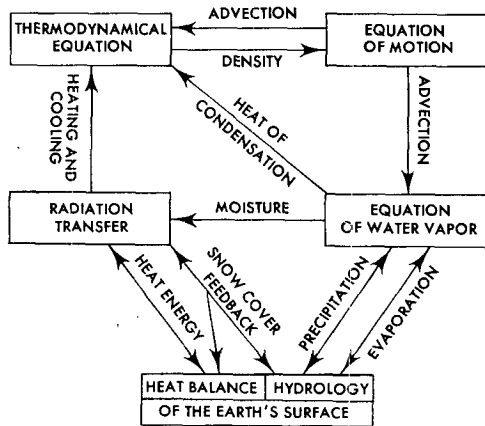 THERMODYNAMICAL
EQUATION
ADVECTION
DENSITY
EQUATION
OF MOTION
HEATING AND
COOLING
HEAT OF
CONDENSATION
ADVECTION
RADIATION
TRANSFER
MOISTURE
EQUATION
OF WATER VAPOR
HEAT ENERGY
SNOW COVER
FEEDBACK
PRECIPITATION
EVAPORATION
HEAT BALANCE
HYDROLOGY
OF THE EARTH'S SURFACE